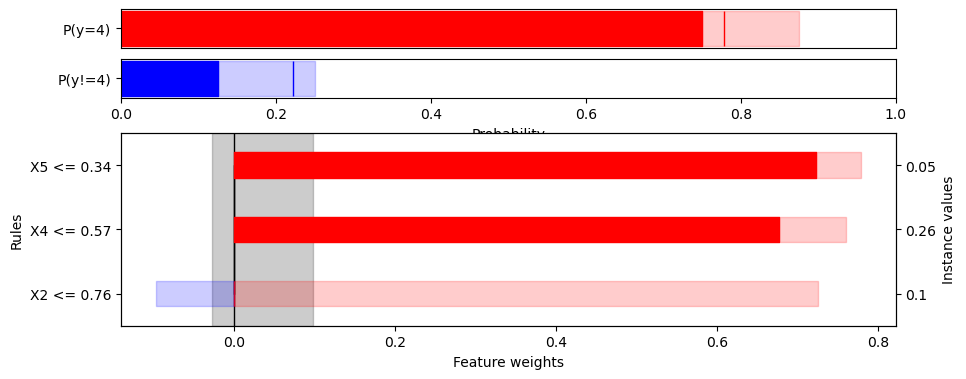 P(y=4)
P(y!=4)
0.0 0.2 0.4 0.6 0.8 1.0
Probability
Rules
X5 <= 0.34 0.05
X4 <= 0.57 0.26
X2 <= 0.76 0.1
Instance values
0.0 0.2 0.4 0.6 0.8
Feature weights